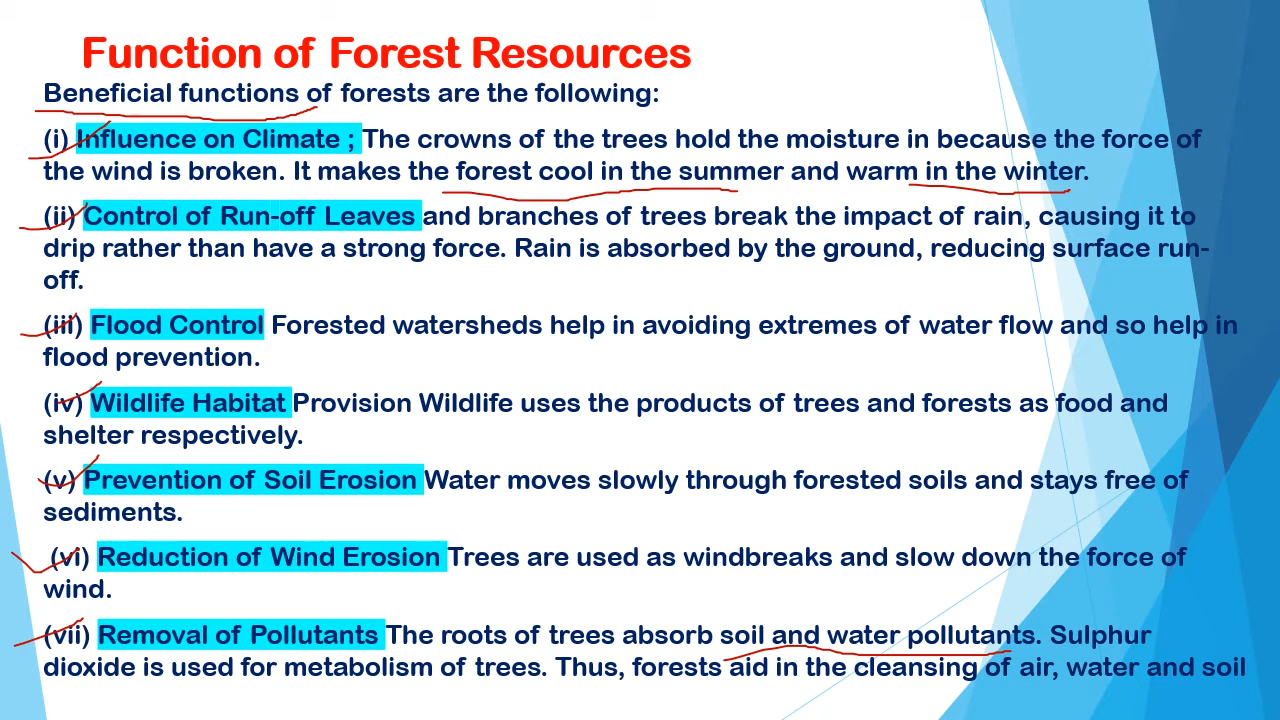 Function of Forest Resources
Beneficial functions of forests are the following:
(i) Influence on Climate ; The crowns of the trees hold the moisture in because the force of
the wind is broken. It makes the forest cool in the summer and warm in the winter.
(ii) Control of Run-off Leaves and branches of trees break the impact of rain, causing it to
drip rather than have a strong force. Rain is absorbed by the ground, reducing surface run-
off.
(iii) Flood Control Forested watersheds help in avoiding extremes of water flow and so help in
flood prevention.
(iv) Wildlife Habitat Provision Wildlife uses the products of trees and forests as food and
shelter respectively.
(v) Prevention of Soil Erosion Water moves slowly through forested soils and stays free of
sediments.
(vi) Reduction of Wind Erosion Trees are used as windbreaks and slow down the force of
wind.
(vii) Removal of Pollutants The roots of trees absorb soil and water pollutants. Sulphur
dioxide is used for metabolism of trees. Thus, forests aid in the cleansing of air, water and soil